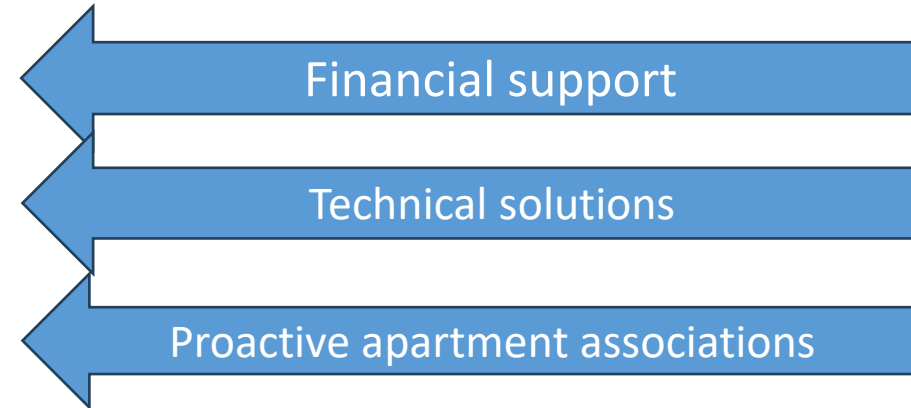 Financial support
Technical solutions
Proactive apartment associations